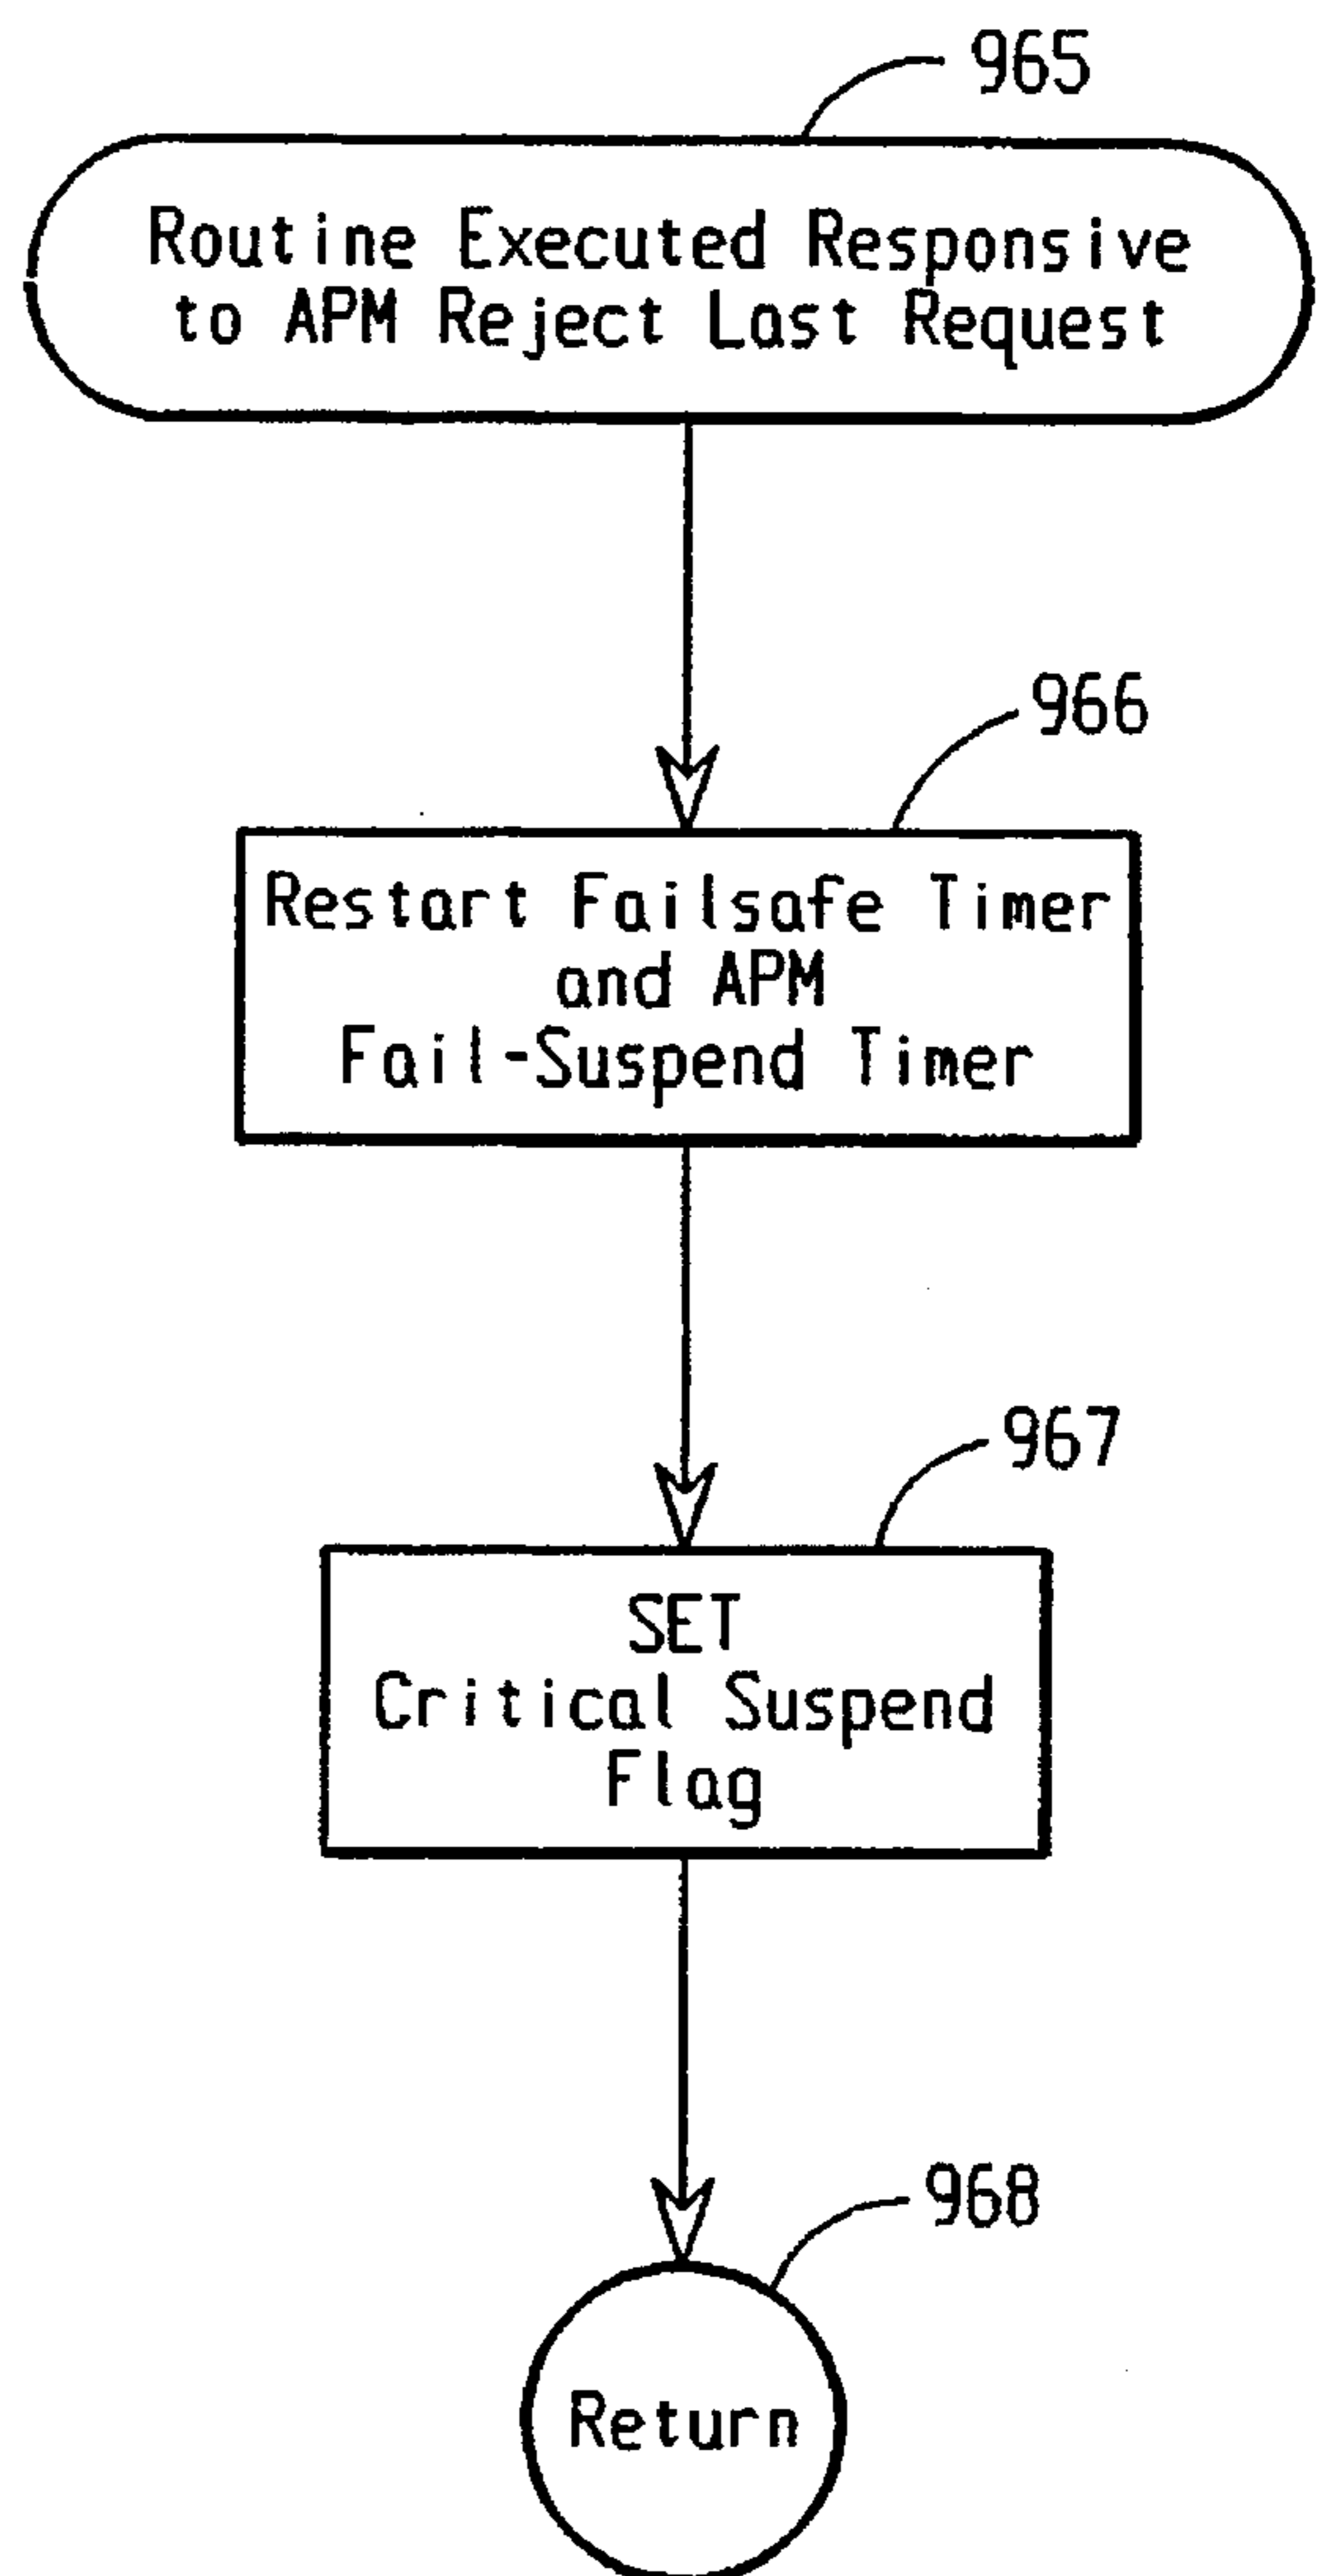 965
Routine Executed Responsive
to APM Reject Last Request
966
Restart Failsafe Timer
and APM
Fail-Suspend Timer
967
SET
Critical Suspend
Flag
968
Return